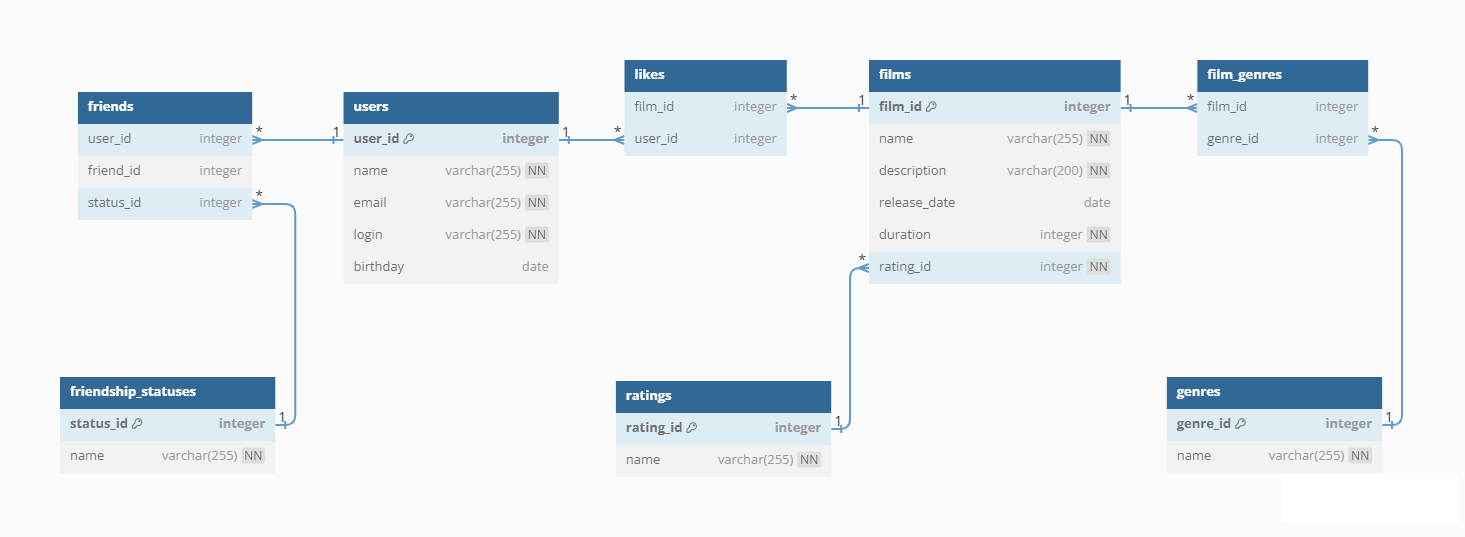 friends
user_id integer
friend_id integer
status_id integer
* 1
*
users
user_id integer
name varchar(255) NN
email varchar(255) NN
login varchar(255) NN
birthday date
1 *
likes
film_id integer
user_id integer
* 1
films
film_id integer
name varchar(255) NN
description varchar(200) NN
release_date date
duration integer NN
rating_id integer NN
1 *
*
film_genres
film_id integer
genre_id integer
*
friendship_statuses
status_id integer
name varchar(255) NN
1
ratings
rating_id integer
name varchar(255) NN
1
genres
genre_id integer
name varchar(255) NN
1